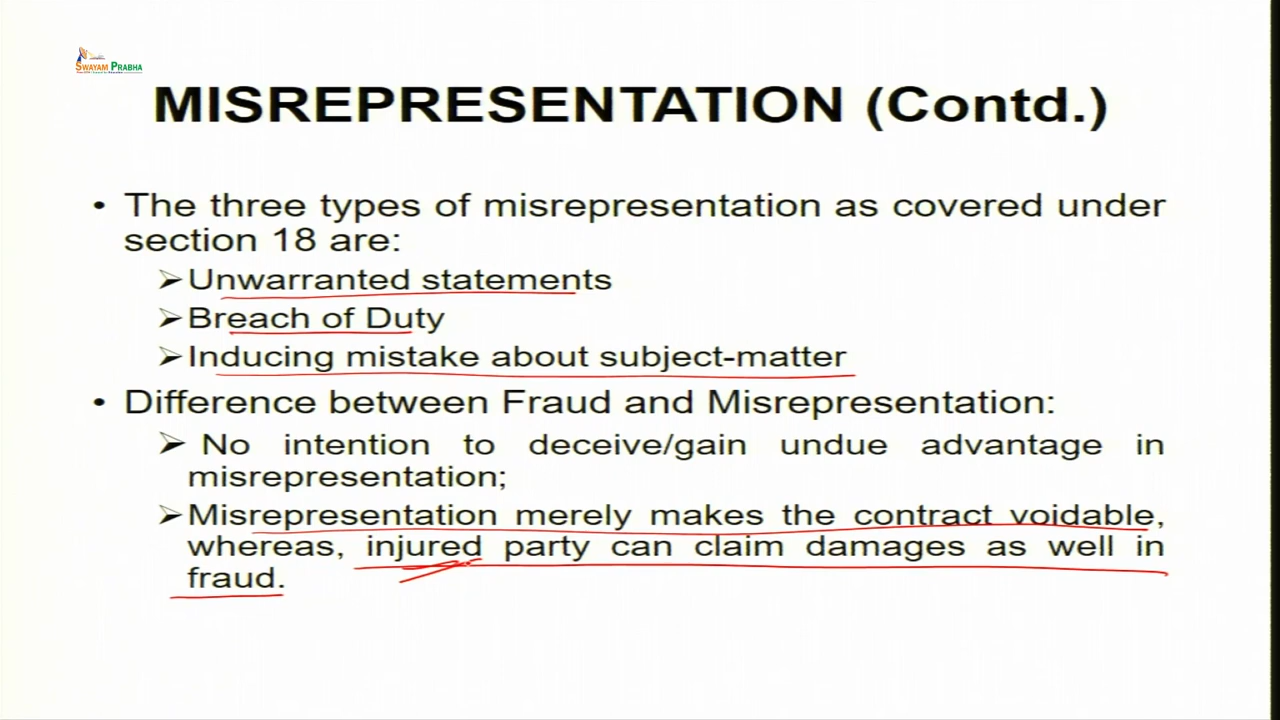 SWAYAM PRABHA
MISREPRESENTATION (Contd.)
• The three types of misrepresentation as covered under
section 18 are:
➢Unwarranted statements
➢Breach of Duty
➢Inducing mistake about subject-matter
• Difference between Fraud and Misrepresentation:
➢ No intention to deceive/gain undue advantage in
misrepresentation;
➢Misrepresentation merely makes the contract voidable,
whereas, injured party can claim damages as well in
fraud.